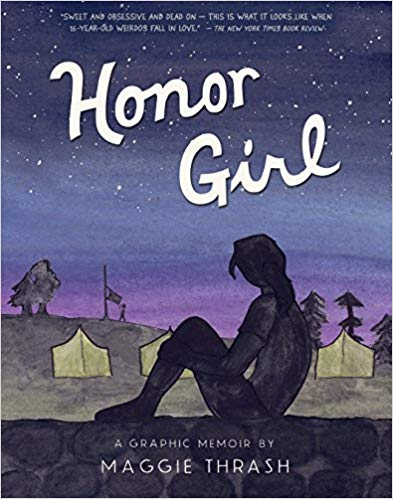 "SWEET AND OBSESSIVE AND DEAD ON — THIS IS WHAT IT LOOKS LIKE WHEN
15-YEAR-OLD WEIRDOS FALL IN LOVE." — THE NEW YORK TIMES BOOK REVIEW
Honor
Girl
A GRAPHIC MEMOIR BY
MAGGIE THRASH